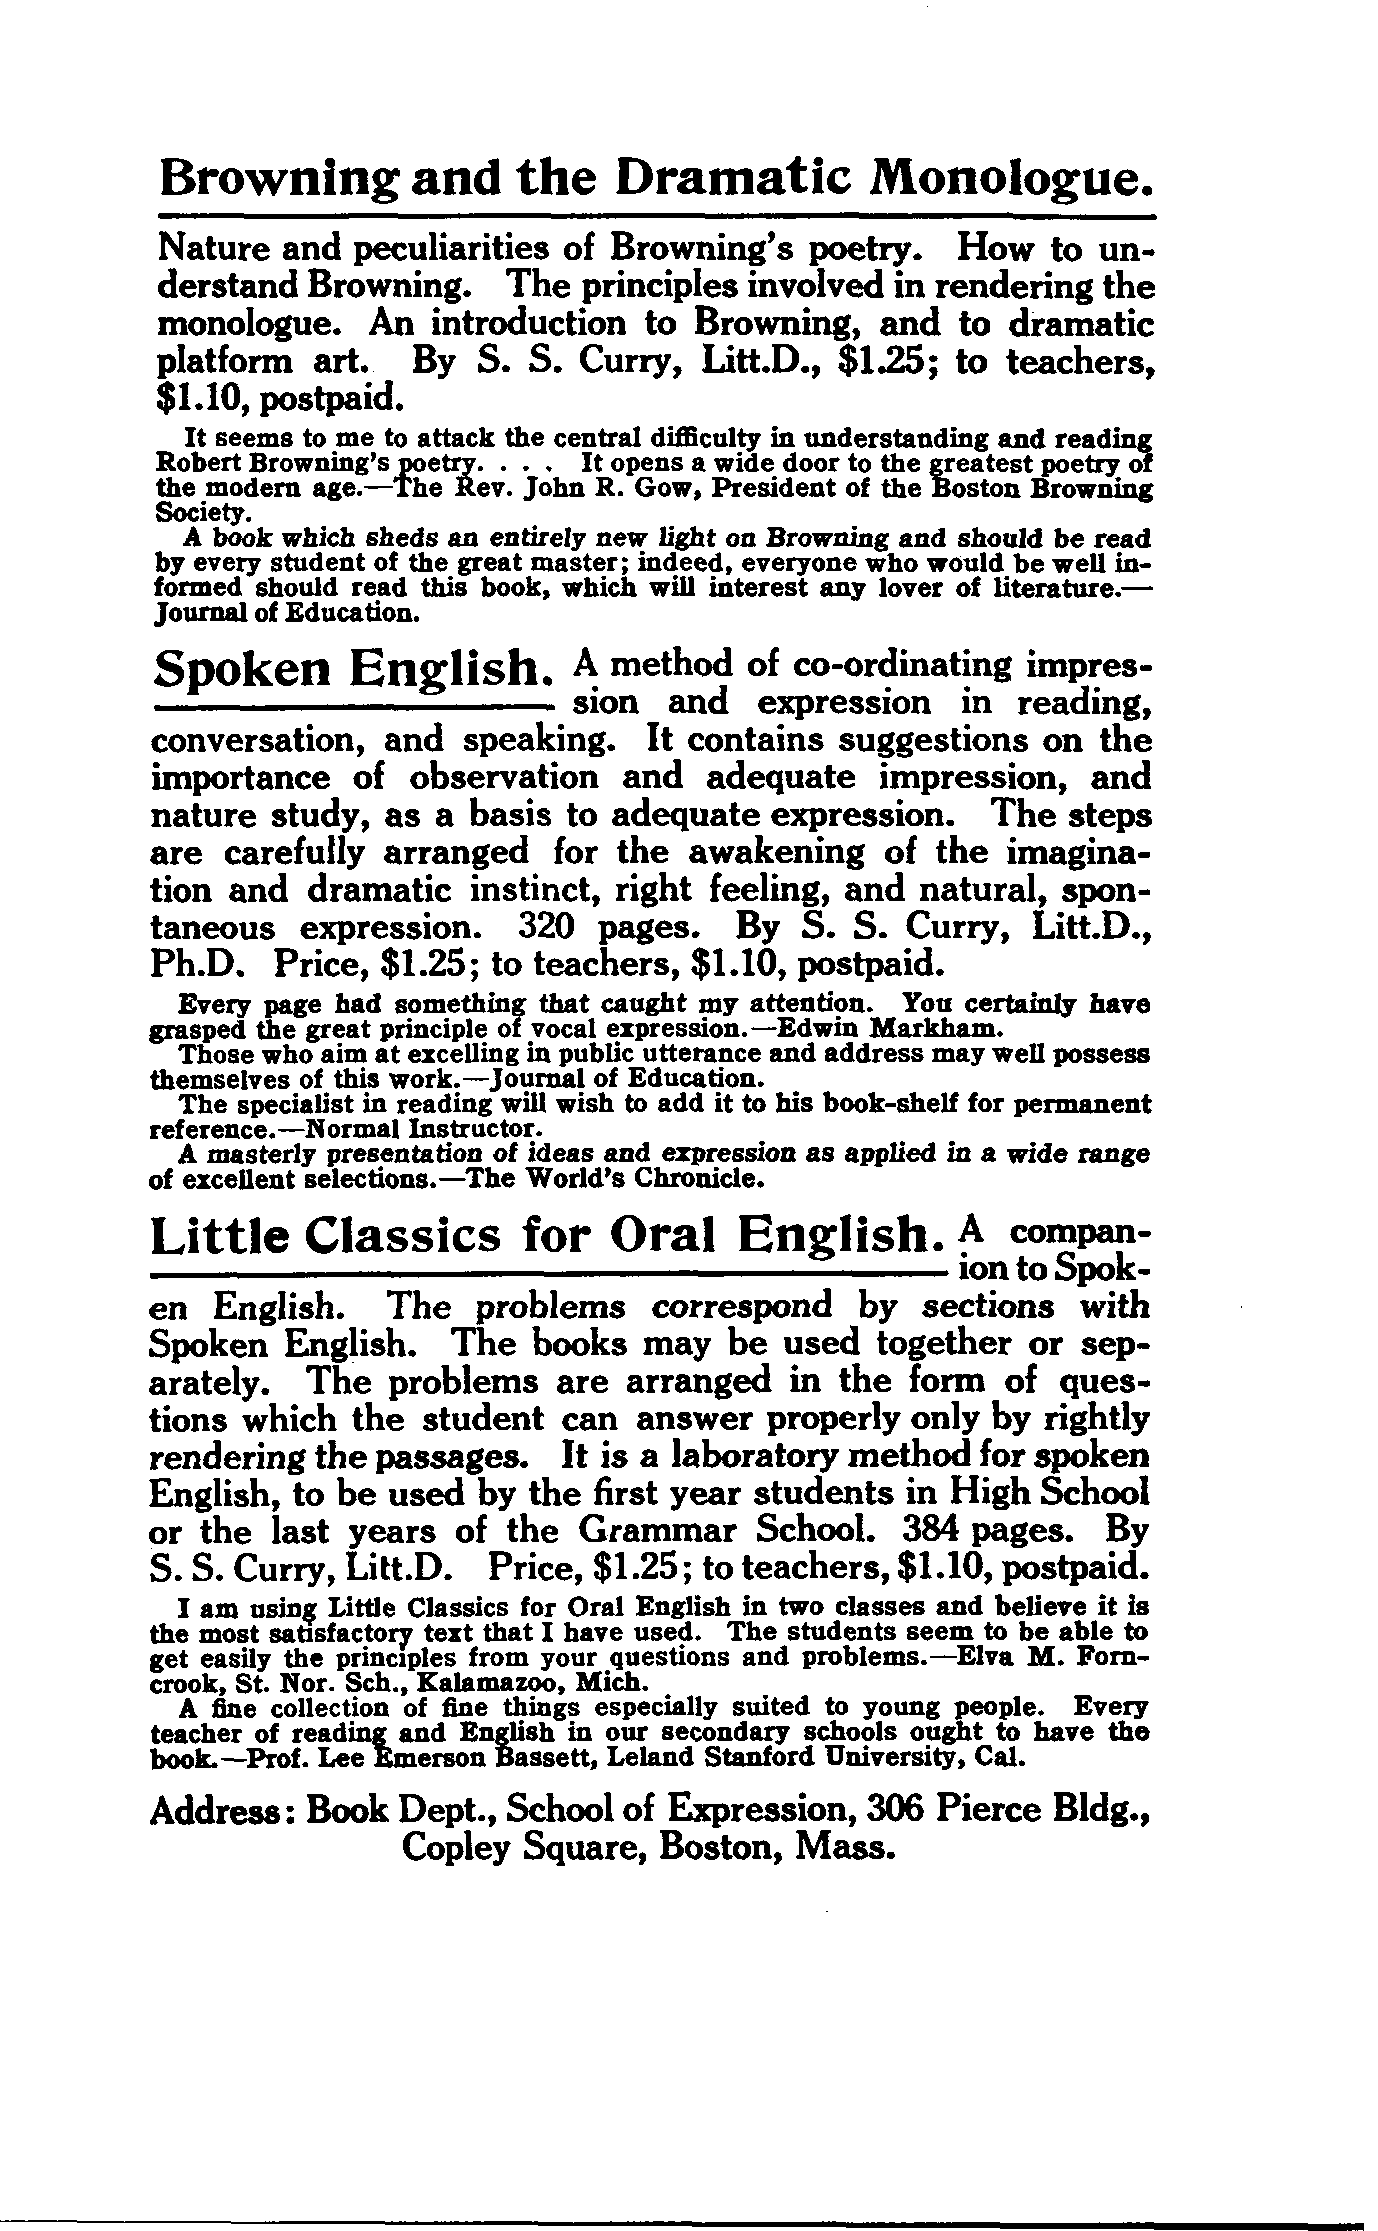 Browning and the Dramatic Monologue.
Nature and peculiarities of Browning's poetry. How to un-
derstand Browning. The principles involved in rendering the
monologue. An introduction to Browning, and to dramatic
platform art. By S. S. Curry, Litt.D., $1.25; to teachers,
$1.10, postpaid.
It seems to me to attack the central difficulty in understanding and reading
Robert Browning's poetry. . . . It opens a wide door to the greatest poetry of
the modern age.—The Rev. John R. Gow, President of the Boston Browning
Society.
A book which sheds an entirely new light on Browning and should be read
by every student of the great master; indeed, everyone who would be well in-
formed should read this book, which will interest any lover of literature.—
Journal of Education.
Spoken English. A method of co-ordinating impres-
sion and expression in reading,
conversation, and speaking. It contains suggestions on the
importance of observation and adequate impression, and
nature study, as a basis to adequate expression. The steps
are carefully arranged for the awakening of the imagina-
tion and dramatic instinct, right feeling, and natural, spon-
taneous expression. 320 pages. By S. S. Curry, Litt.D.,
Ph.D. Price, $1.25; to teachers, $1.10, postpaid.
Every page had something that caught my attention. You certainly have
grasped the great principle of vocal expression.—Edwin Markham.
Those who aim at excelling in public utterance and address may well possess
themselves of this work.—Journal of Education.
The specialist in reading will wish to add it to his book-shelf for permanent
reference.—Normal Instructor.
A masterly presentation of ideas and expression as applied in a wide range
of excellent selections.—The World's Chronicle.
Little Classics for Oral English. A compan-
ion to Spok-
en English. The problems correspond by sections with
Spoken English. The books may be used together or sep-
arately. The problems are arranged in the form of ques-
tions which the student can answer properly only by rightly
rendering the passages. It is a laboratory method for spoken
English, to be used by the first year students in High School
or the last years of the Grammar School. 384 pages. By
S. S. Curry, Litt.D. Price, $1.25; to teachers, $1.10, postpaid.
I am using Little Classics for Oral English in two classes and believe it is
the most satisfactory text that I have used. The students seem to be able to
get easily the principles from your questions and problems.—Elva M. Forn-
crook, St. Nor. Sch., Kalamazoo, Mich.
A fine collection of fine things especially suited to young people. Every
teacher of reading and English in our secondary schools ought to have the
book.—Prof. Lee Emerson Bassett, Leland Stanford University, Cal.
Address: Book Dept., School of Expression, 306 Pierce Bldg.,
Copley Square, Boston, Mass.